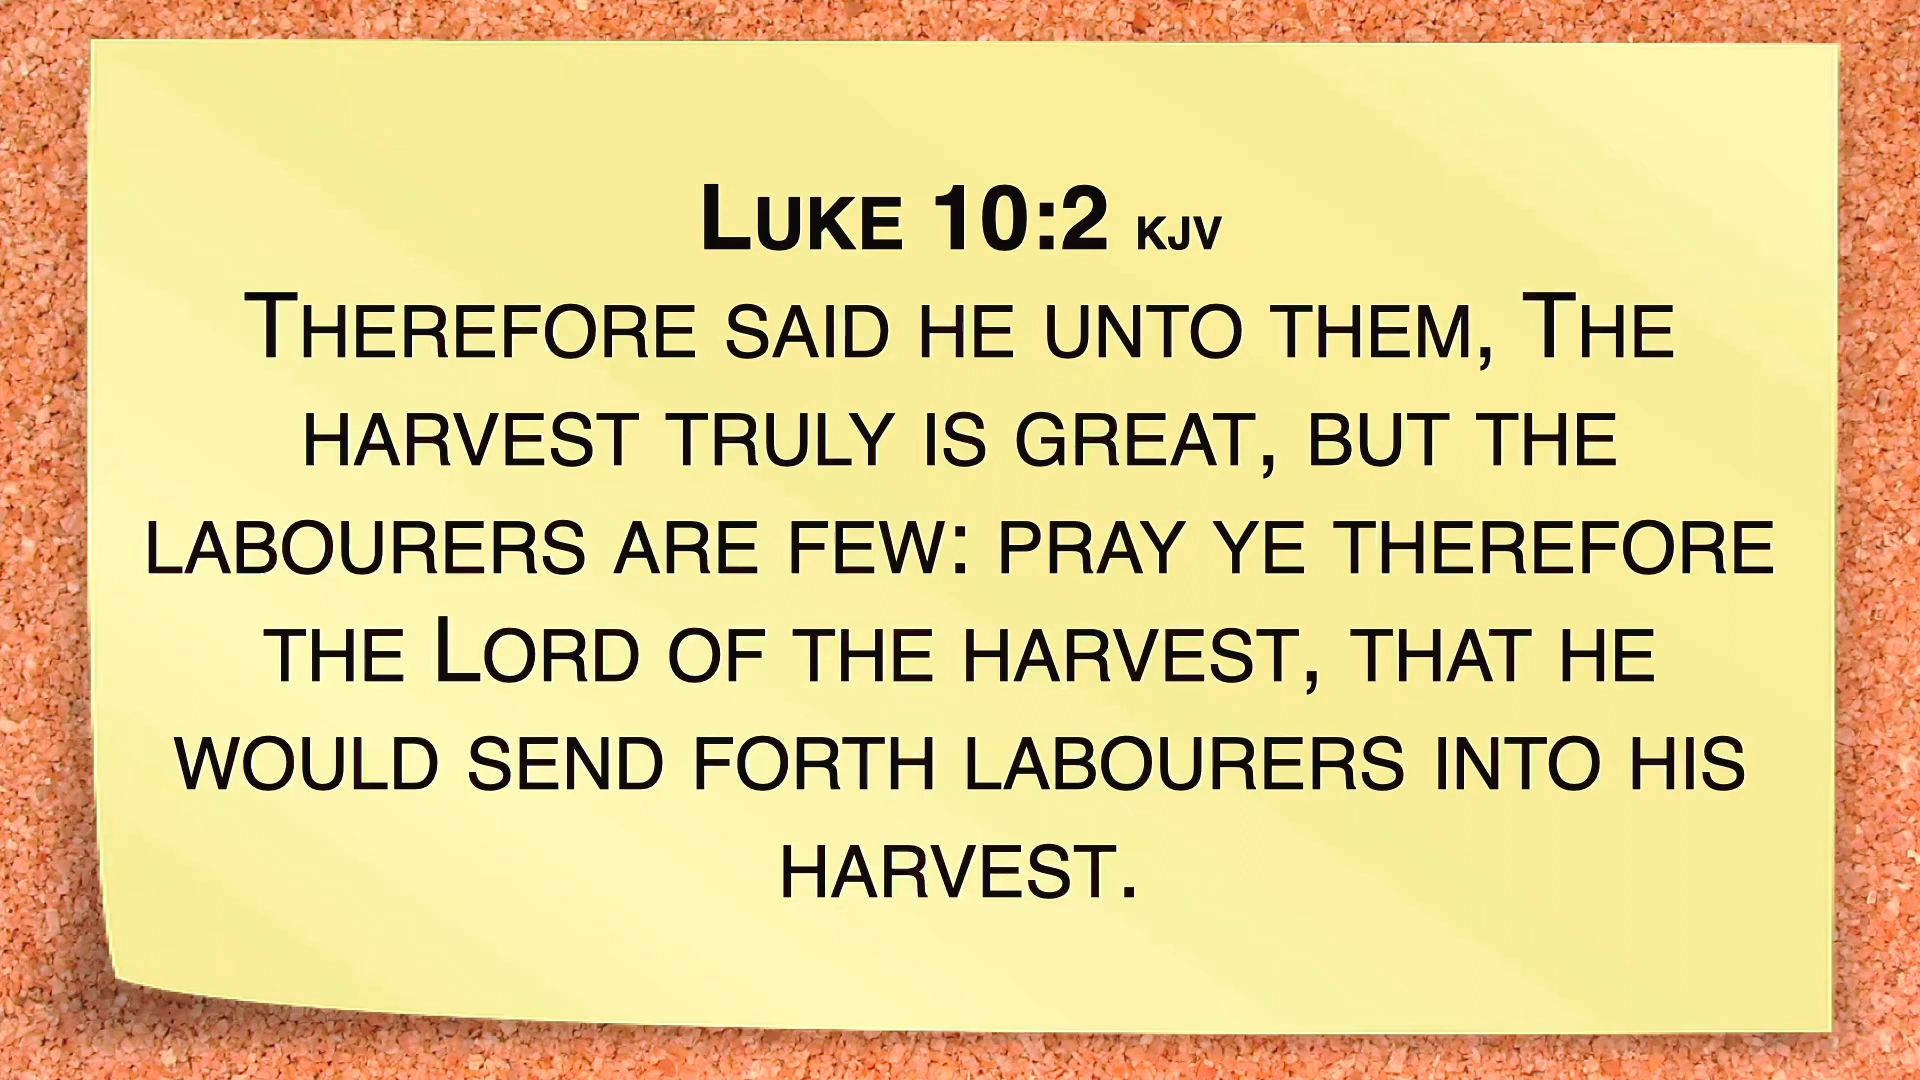 Luke 10:2 KJV
Therefore said he unto them, The
harvest truly is great, but the
labourers are few: pray ye therefore
the Lord of the harvest, that he
would send forth labourers into his
harvest.